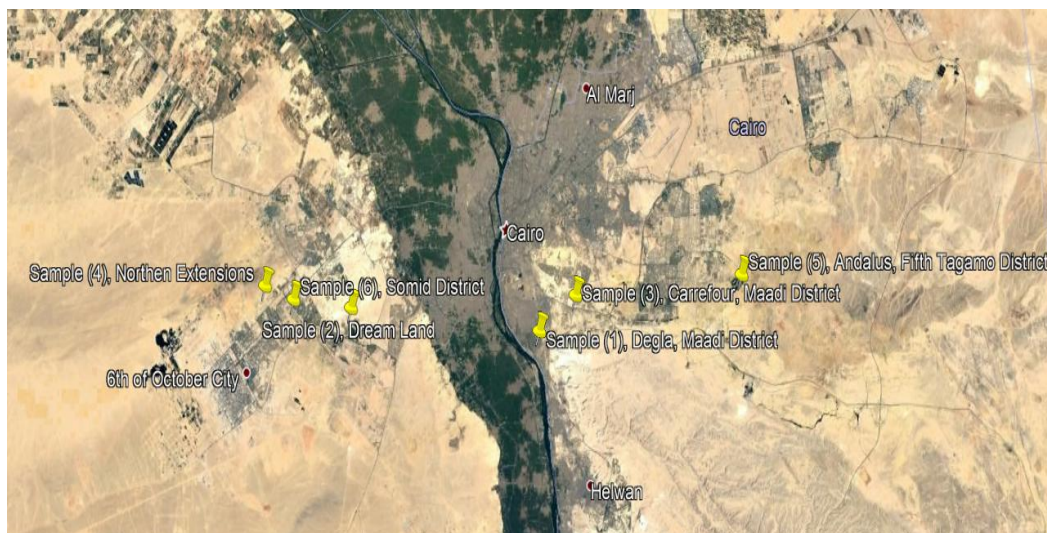 Al Marj
Cairo
Cairo
Sample (5), Andalus, Fifth Tagamo District
Sample (4), Northen Extensions
Sample (6), Somid District
Sample (3), Carrefour, Maadi District
Sample (2), Dream Land
Sample (1), Degla, Maadi District
6th of October City
Helwan